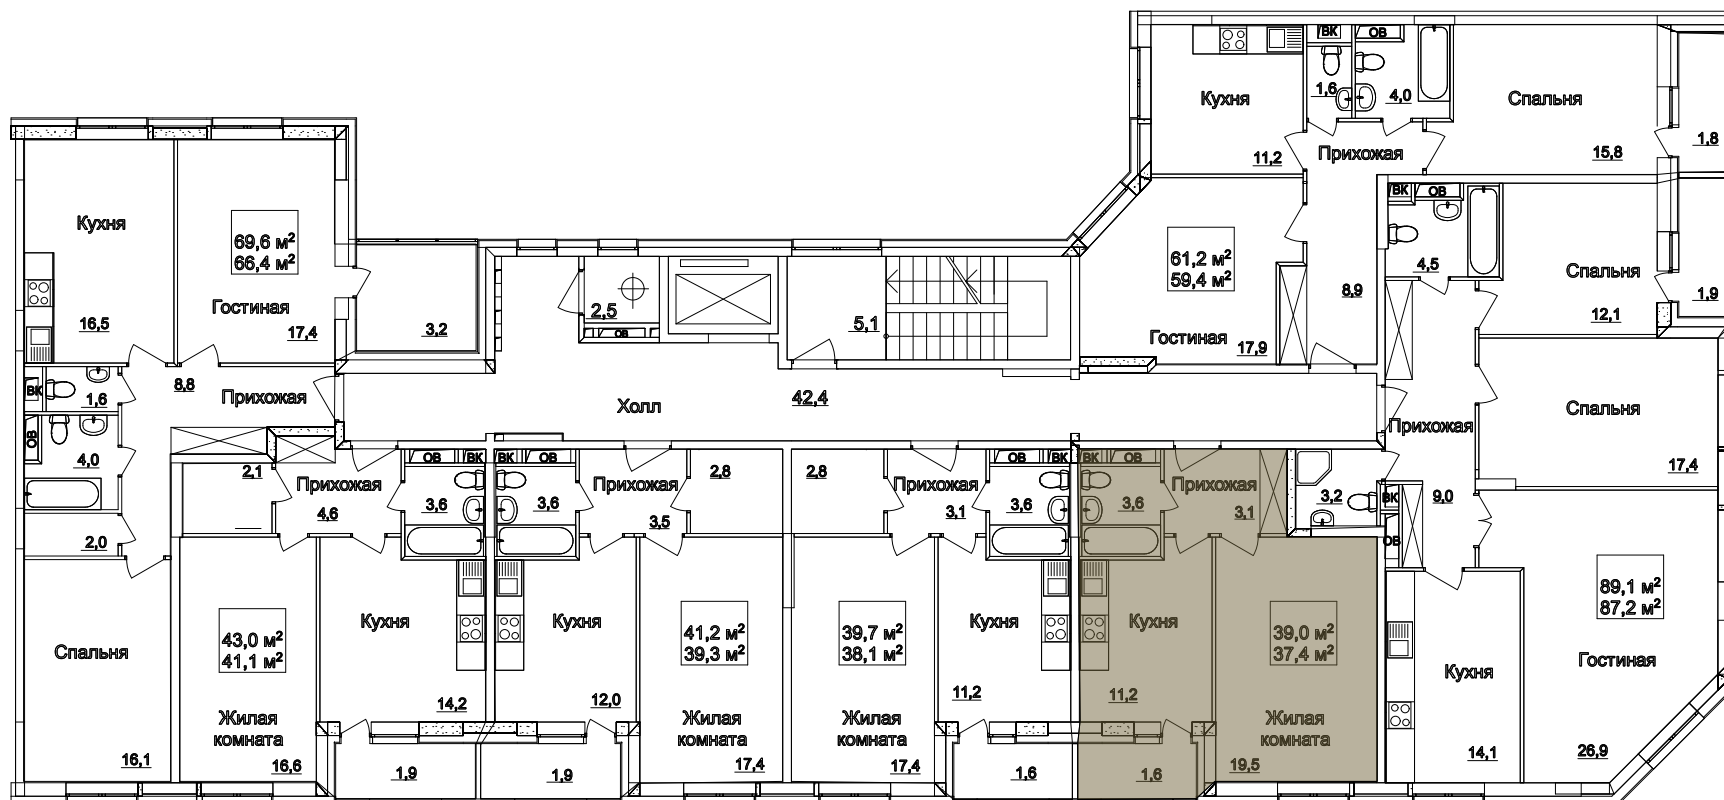 Кухня
16,5
69,6 м²
66,4 м²
Гостиная
17,4
3,2
2,5
ОВ
5,1
Кухня
11,2
ВК
ОВ
1,6
4,0
Прихожая
Спальня
15,8
1,8
61,2 м²
59,4 м²
Гостиная
17,9
8,9
ВК
ОВ
4,5
Спальня
12,1
1,9
ВК
1,6
8,8
Прихожая
ОВ
4,0
2,0
Холл
42,4
Прихожая
Спальня
17,4
2,1
Прихожая
4,6
ОВ
ВК
3,6
ВК
ОВ
3,6
Прихожая
3,5
2,8
2,8
Прихожая
3,1
ОВ
ВК
3,6
ВК
ОВ
3,6
Прихожая
3,1
3,2
ВК
ОВ
9,0
Спальня
16,1
43,0 м²
41,1 м²
Жилая
комната
16,6
Кухня
14,2
1,9
Кухня
12,0
1,9
41,2 м²
39,3 м²
Жилая
комната
17,4
39,7 м²
38,1 м²
Жилая
комната
17,4
Кухня
11,2
1,6
Кухня
11,2
1,6
39,0 м²
37,4 м²
Жилая
комната
19,5
Кухня
14,1
89,1 м²
87,2 м²
Гостиная
26,9